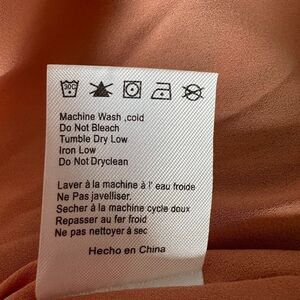 30C
Machine Wash ,cold
Do Not Bleach
Tumble Dry Low
Iron Low
Do Not Dryclean
Laver à la machine à l' eau froide
Ne Pas javelliser.
Secher à la machine cycle doux
Repasser au fer froid
Ne pas nettoyer à sec
Hecho en China